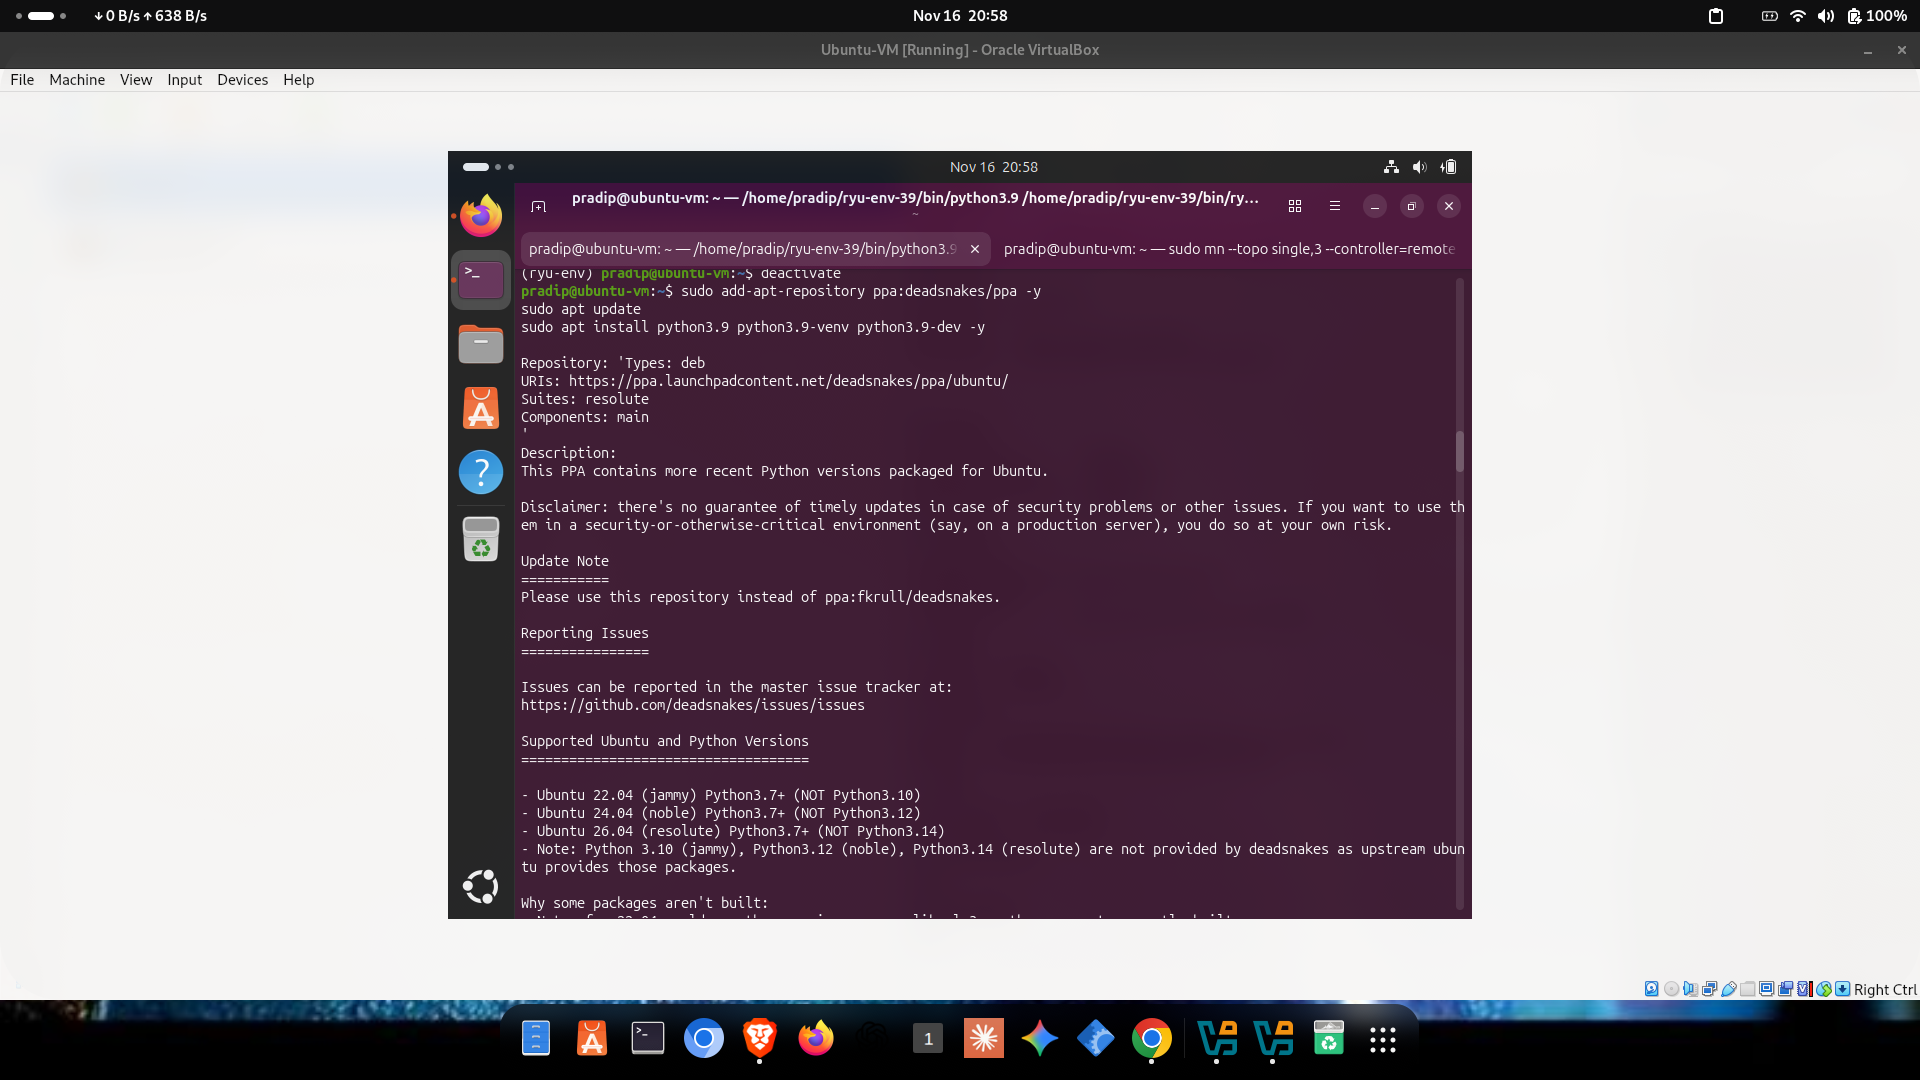 ↓ 0 B/s ↑ 638 B/s
Nov 16 20:58
100%
Ubuntu-VM [Running] - Oracle VirtualBox
File Machine View Input Devices Help
Nov 16 20:58
pradip@ubuntu-vm: ~ — /home/pradip/ryu-env-39/bin/python3.9 /home/pradip/ryu-env-39/bin/ry…
~
pradip@ubuntu-vm: ~ — /home/pradip/ryu-env-39/bin/python3.9
pradip@ubuntu-vm: ~ — sudo mn --topo single,3 --controller=remote
(ryu-env) pradip@ubuntu-vm:~$ deactivate
pradip@ubuntu-vm:~$ sudo add-apt-repository ppa:deadsnakes/ppa -y
sudo apt update
sudo apt install python3.9 python3.9-venv python3.9-dev -y
Repository: 'Types: deb
URIs: https://ppa.launchpadcontent.net/deadsnakes/ppa/ubuntu/
Suites: resolute
Components: main
'
Description:
This PPA contains more recent Python versions packaged for Ubuntu.
Disclaimer: there's no guarantee of timely updates in case of security problems or other issues. If you want to use th
em in a security-or-otherwise-critical environment (say, on a production server), you do so at your own risk.
Update Note
===========
Please use this repository instead of ppa:fkrull/deadsnakes.
Reporting Issues
================
Issues can be reported in the master issue tracker at:
https://github.com/deadsnakes/issues/issues
Supported Ubuntu and Python Versions
====================================
- Ubuntu 22.04 (jammy) Python3.7+ (NOT Python3.10)
- Ubuntu 24.04 (noble) Python3.7+ (NOT Python3.12)
- Ubuntu 26.04 (resolute) Python3.7+ (NOT Python3.14)
- Note: Python 3.10 (jammy), Python3.12 (noble), Python3.14 (resolute) are not provided by deadsnakes as upstream ubun
tu provides those packages.
Why some packages aren't built:
Right Ctrl
1